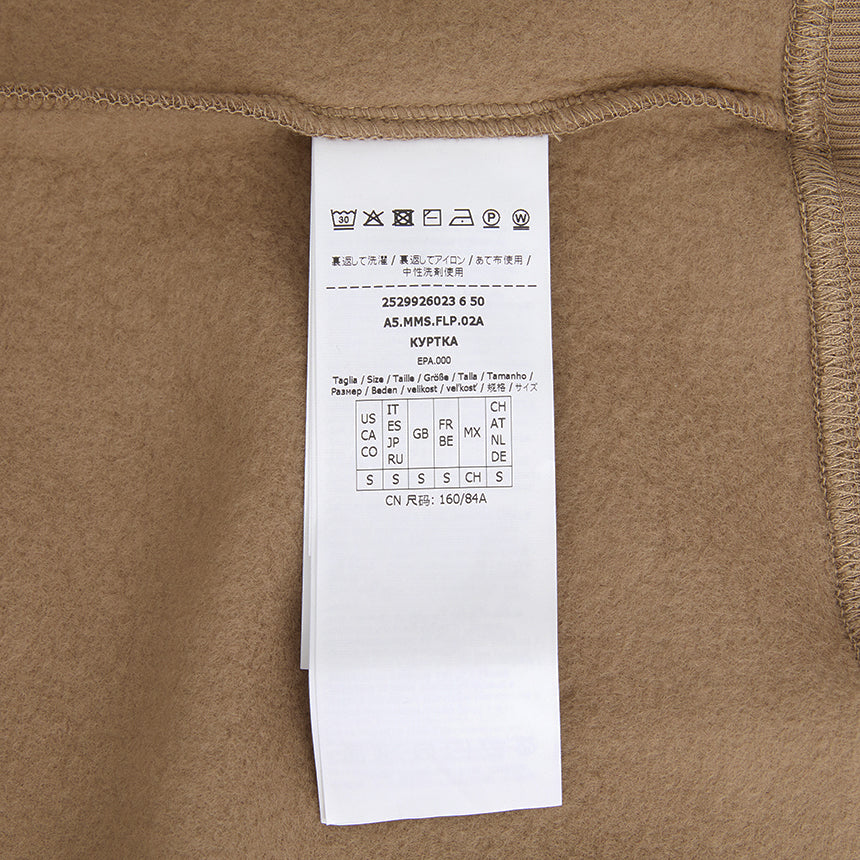 30 P W
裏返して洗濯 / 裏返してアイロン / あて布使用 /
中性洗剤使用
2529926023 6 50
A5.MMS.FLP.02A
КУРТКА
EPA.000
Taglia / Size / Taille / Größe / Talla / Tamanho /
Размер / Beden / velikost / veľkosť / 规格 / サイズ
US CA CO IT ES JP RU GB FR BE MX CH AT NL DE
S S S S CH S
CN 尺码: 160/84A